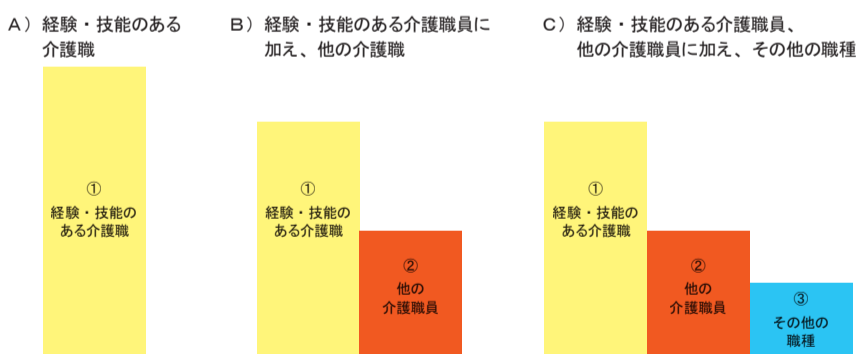 A）経験・技能のある
介護職
B）経験・技能のある介護職員に
加え、他の介護職
C）経験・技能のある介護職員、
他の介護職員に加え、その他の職種
①
経験・技能の
ある介護職
①
経験・技能の
ある介護職
②
他の
介護職員
①
経験・技能の
ある介護職
②
他の
介護職員
③
その他の
職種